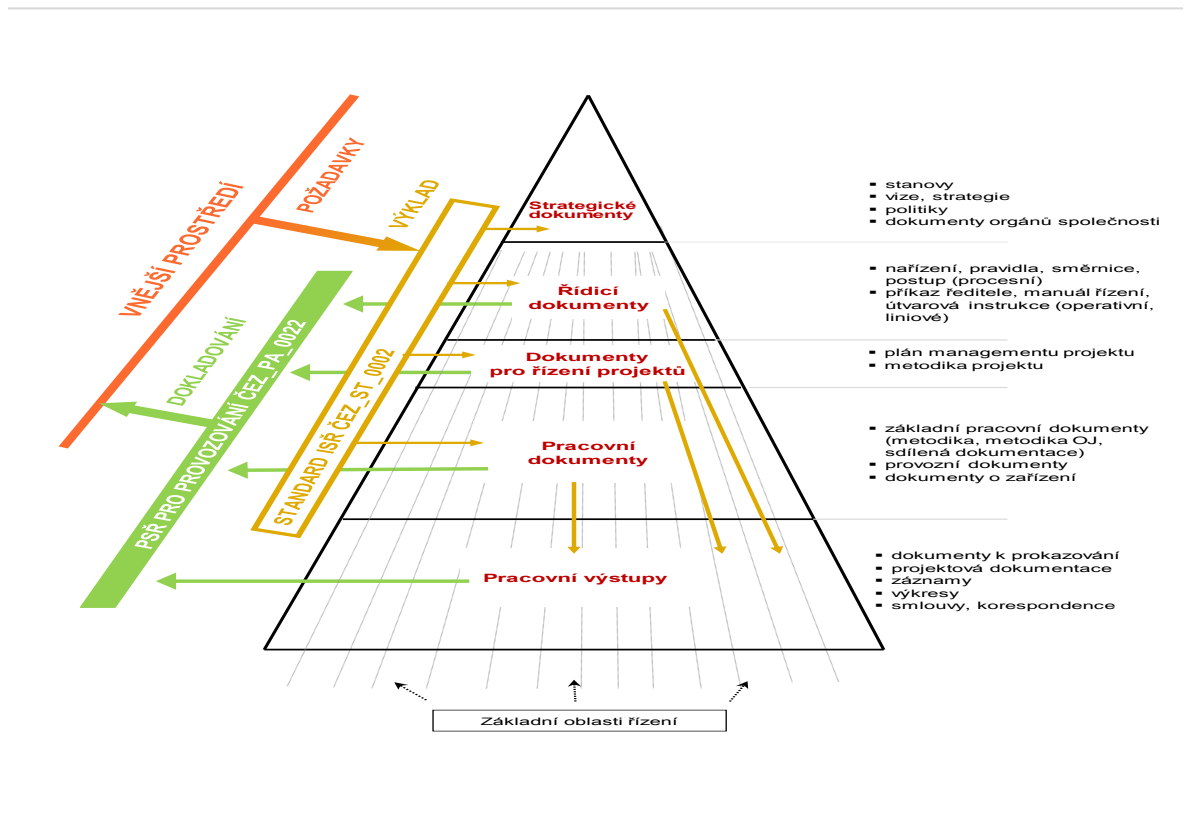 VNĚJŠÍ PROSTŘEDÍ
POŽADAVKY
VÝKLAD
DOKLADOVÁNÍ
PSŘ PRO PROVOZOVÁNÍ ČEZ_PA_0022
STANDARD ISŘ ČEZ_ST_0002
Strategické
dokumenty
▪ stanovy
▪ vize, strategie
▪ politiky
▪ dokumenty orgánů společnosti
Řídicí
dokumenty
▪ nařízení, pravidla, směrnice,
postup (procesní)
▪ příkaz ředitele, manuál řízení,
útvarová instrukce (operativní,
liniové)
Dokumenty
pro řízení projektů
▪ plán managementu projektu
▪ metodika projektu
Pracovní
dokumenty
▪ základní pracovní dokumenty
(metodika, metodika OJ,
sdílená dokumentace)
▪ provozní dokumenty
▪ dokumenty o zařízení
Pracovní výstupy
▪ dokumenty k prokazování
▪ projektová dokumentace
▪ záznamy
▪ výkresy
▪ smlouvy, korespondence
Základní oblasti řízení